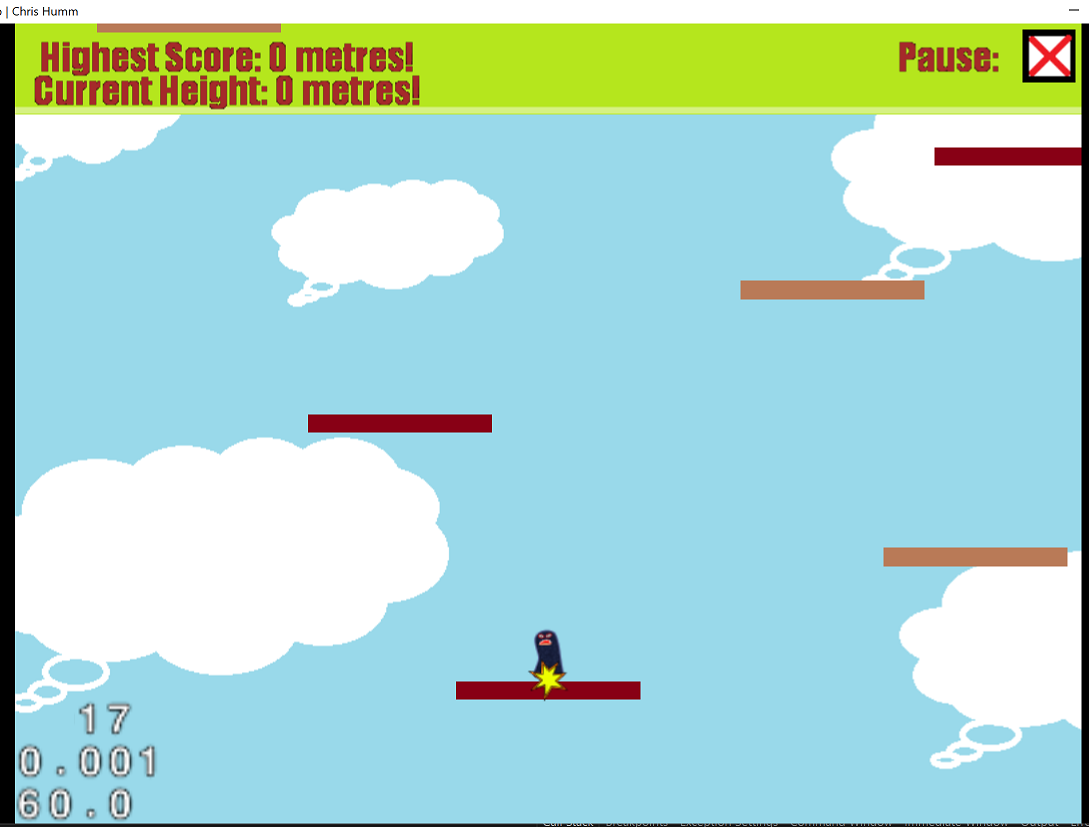 | Chris Humm
Highest Score: 0 metres!
Pause:
Current Height: 0 metres!
17
0.001
60.0